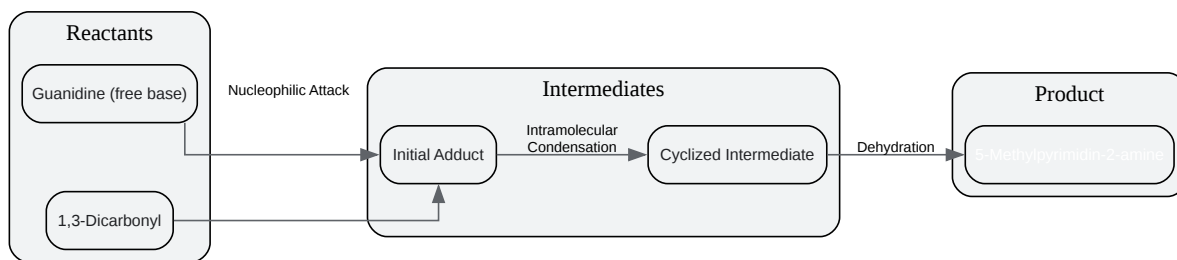 Reactants
Guanidine (free base)
1,3-Dicarbonyl
Nucleophilic Attack
Intermediates
Initial Adduct
Intramolecular
Condensation
Cyclized Intermediate
Dehydration
Product
5-Methylpyrimidin-2-amine